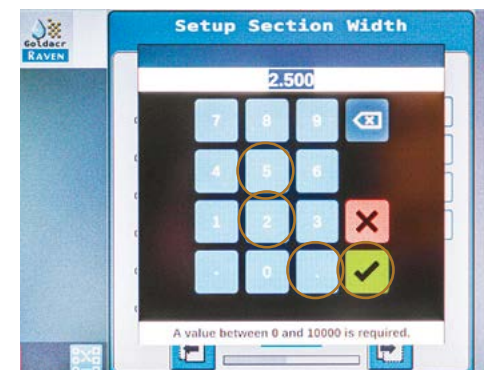 Setup Section Width
Goldacr
RAVEN
2.500
7 8 9
4 5 6
1 2 3
- 0 .
A value between 0 and 10000 is required.